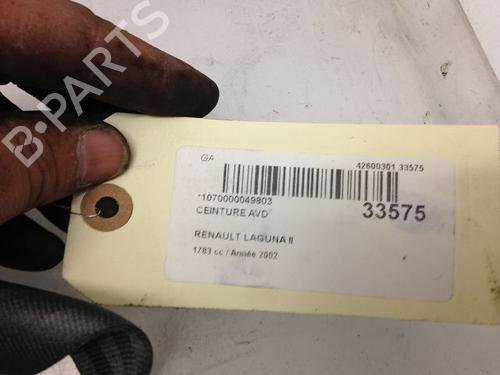 B-PARTS
GA
42600301 33575
*1070000049803
CEINTURE AVD
33575
RENAULT LAGUNA II
1783 cc / Année 2002